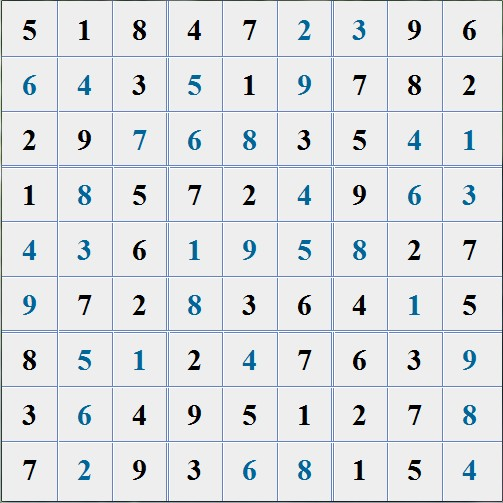 5 1 8 4 7 2 3 9 6
6 4 3 5 1 9 7 8 2
2 9 7 6 8 3 5 4 1
1 8 5 7 2 4 9 6 3
4 3 6 1 9 5 8 2 7
9 7 2 8 3 6 4 1 5
8 5 1 2 4 7 6 3 9
3 6 4 9 5 1 2 7 8
7 2 9 3 6 8 1 5 4